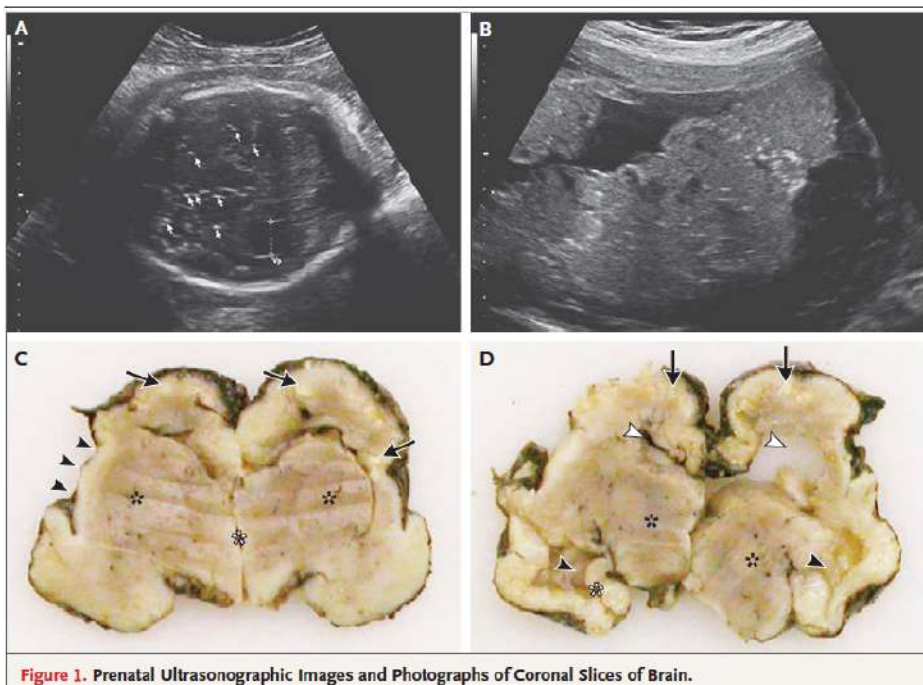 A
B
C
D
Figure 1. Prenatal Ultrasonographic Images and Photographs of Coronal Slices of Brain.